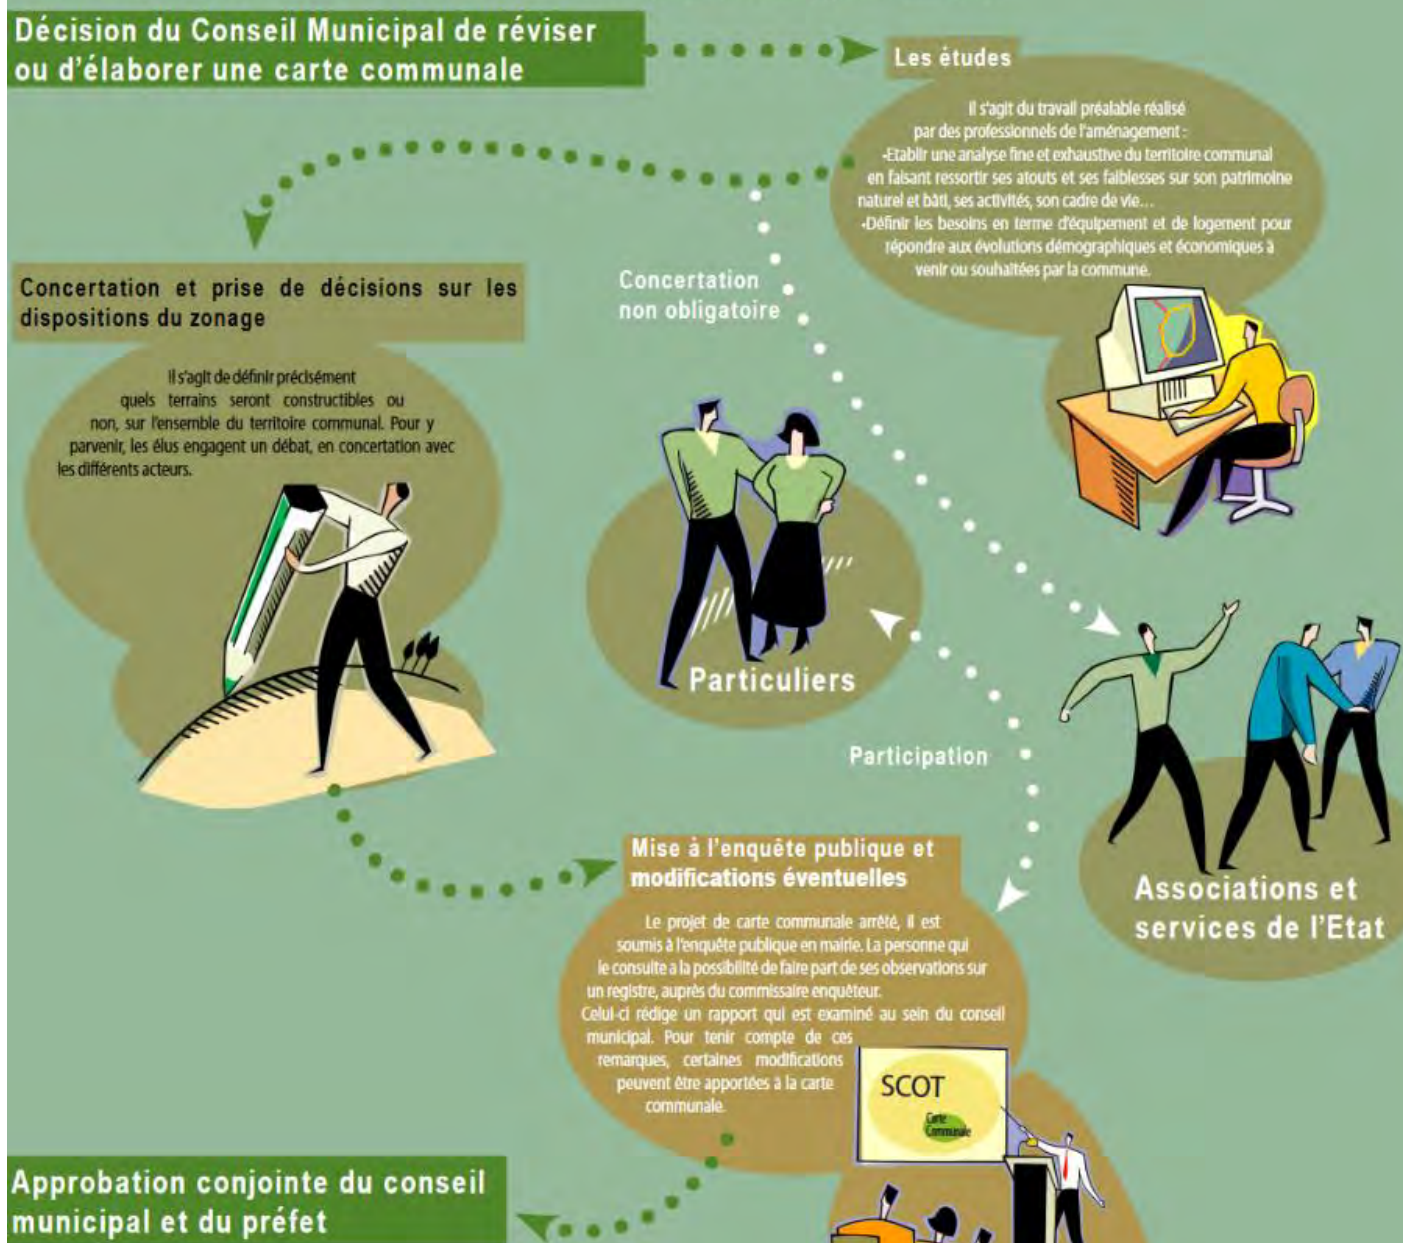 Décision du Conseil Municipal de réviser
ou d'élaborer une carte communale
Les études
Il s'agit du travail préalable réalisé
par des professionnels de l'aménagement :
•Etablir une analyse fine et exhaustive du territoire communal
en faisant ressortir ses atouts et ses faiblesses sur son patrimoine
naturel et bâti, ses activités, son cadre de vie…
•Définir les besoins en terme d'équipement et de logement pour
répondre aux évolutions démographiques et économiques à
venir ou souhaitées par la commune.
Concertation
non obligatoire
Concertation et prise de décisions sur les
dispositions du zonage
Il s'agit de définir précisément
quels terrains seront constructibles ou
non, sur l'ensemble du territoire communal. Pour y
parvenir, les élus engagent un débat, en concertation avec
les différents acteurs.
Particuliers
Participation
Associations et
services de l'Etat
Mise à l'enquête publique et
modifications éventuelles
Le projet de carte communale arrêté, il est
soumis à l'enquête publique en mairie. La personne qui
le consulte a la possibilité de faire part de ses observations sur
un registre, auprès du commissaire enquêteur.
Celui-ci rédige un rapport qui est examiné au sein du conseil
municipal. Pour tenir compte de ces
remarques, certaines modifications
peuvent être apportées à la carte
communale.
SCOT
Carte
Communale
Approbation conjointe du conseil
municipal et du préfet